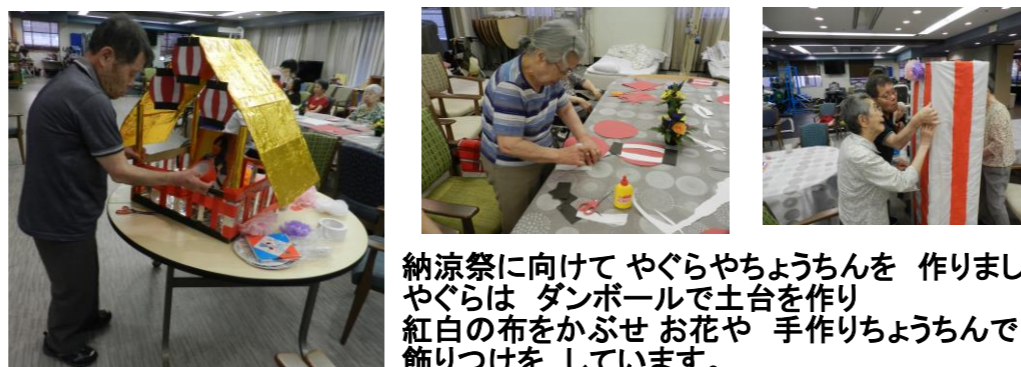 納涼祭に向けて やぐらやちょうちんを 作りまし
やぐらは ダンボールで土台を作り
紅白の布をかぶせ お花や 手作りちょうちんで
飾りつけを しています。